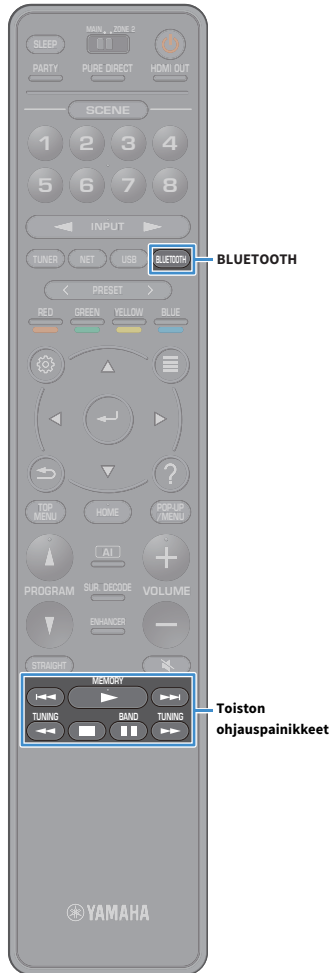 MAIN ZONE 2
SLEEP
PARTY PURE DIRECT HDMI OUT
SCENE
1 2 3 4
5 6 7 8
INPUT
TUNER NET USB BLUETOOTH
BLUETOOTH
PRESET
RED GREEN YELLOW BLUE
?
TOP MENU HOME POP-UP /MENU
AI
PROGRAM SUR. DECODE VOLUME
ENHANCER
STRAIGHT
MEMORY
TUNING BAND TUNING
Toiston
ohjauspainikkeet
YAMAHA